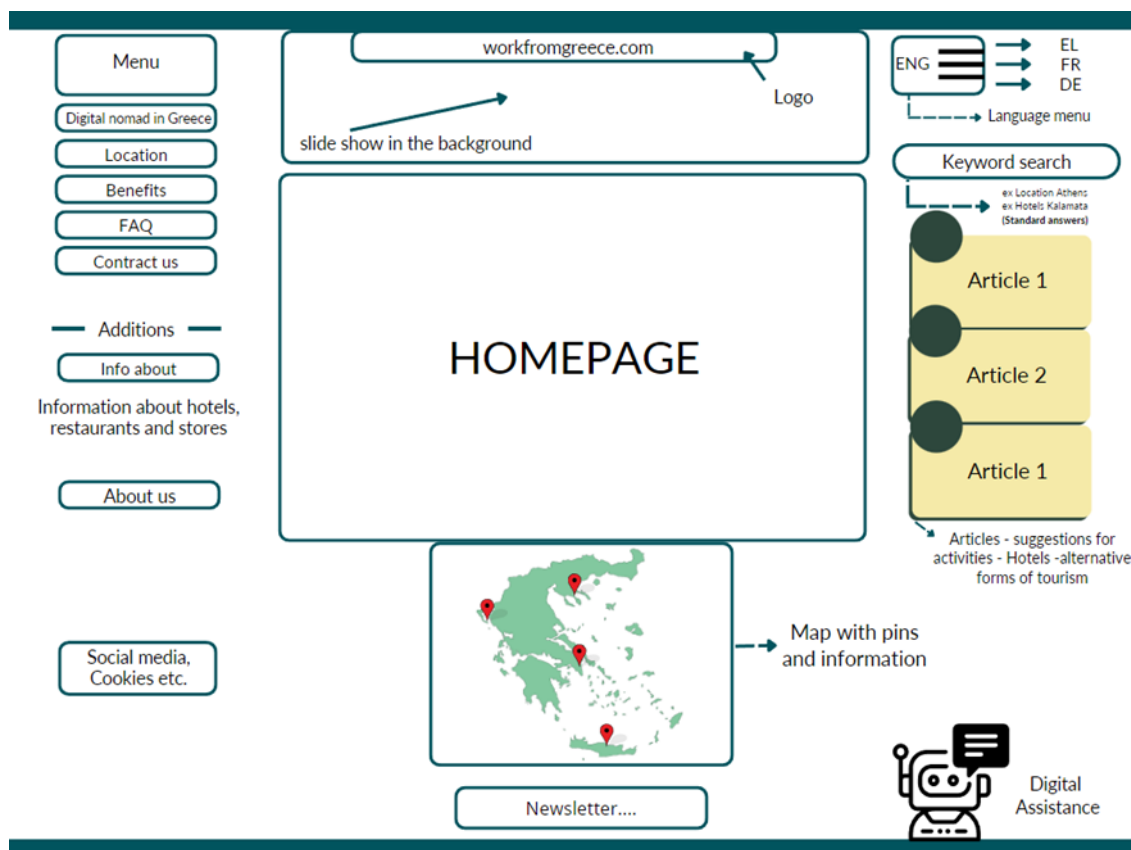 Menu
Digital nomad in Greece
Location
Benefits
FAQ
Contract us
Additions
Info about
Information about hotels,
restaurants and stores
About us
Social media,
Cookies etc.
workfromgreece.com
Logo
slide show in the background
HOMEPAGE
Map with pins
and information
Newsletter....
ENG
EL
FR
DE
Language menu
Keyword search
ex Location Athens
ex Hotels Kalamata
(Standard answers)
Article 1
Article 2
Article 1
Articles - suggestions for
activities - Hotels -alternative
forms of tourism
Digital
Assistance